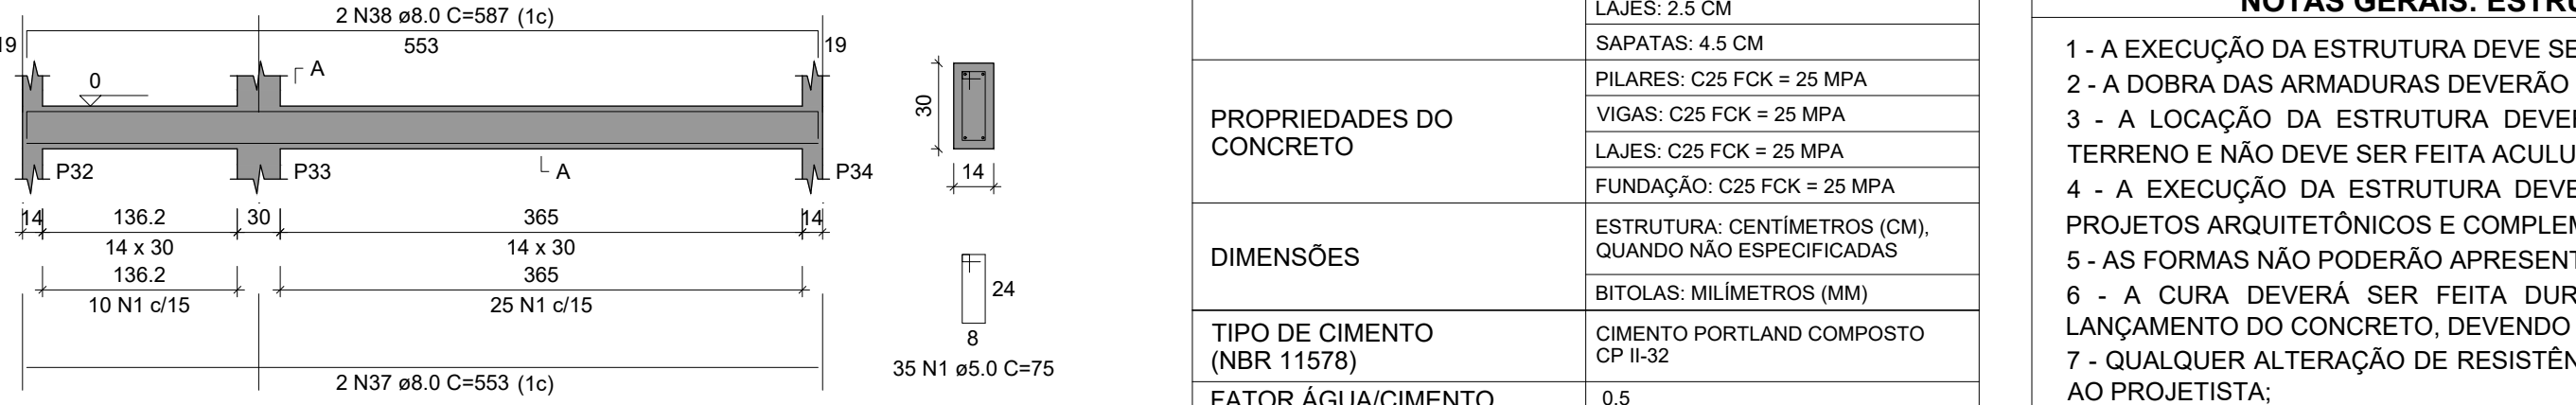 2 N38 ø8.0 C=587 (1c)
19
553
19
A
0
P32
P33
A
P34
14
136.2
30
365
14
14 x 30
14 x 30
136.2
365
10 N1 c/15
25 N1 c/15
2 N37 ø8.0 C=553 (1c)
30
14
24
8
35 N1 ø5.0 C=75
LAJES: 2.5 CM
SAPATAS: 4.5 CM
PROPRIEDADES DO
CONCRETO
PILARES: C25 FCK = 25 MPA
VIGAS: C25 FCK = 25 MPA
LAJES: C25 FCK = 25 MPA
FUNDAÇÃO: C25 FCK = 25 MPA
DIMENSÕES
ESTRUTURA: CENTÍMETROS (CM),
QUANDO NÃO ESPECIFICADAS
BITOLAS: MILÍMETROS (MM)
TIPO DE CIMENTO
(NBR 11578)
CIMENTO PORTLAND COMPOSTO
CP II-32
FATOR ÁGUA/CIMENTO
0.5
NOTAS GERAIS: ESTRU
1 - A EXECUÇÃO DA ESTRUTURA DEVE SE
2 - A DOBRA DAS ARMADURAS DEVERÃO
3 - A LOCAÇÃO DA ESTRUTURA DEVE
TERRENO E NÃO DEVE SER FEITA ACULU
4 - A EXECUÇÃO DA ESTRUTURA DEVE
PROJETOS ARQUITETÔNICOS E COMPLEM
5 - AS FORMAS NÃO PODERÃO APRESENT
6 - A CURA DEVERÁ SER FEITA DUR
LANÇAMENTO DO CONCRETO, DEVENDO
7 - QUALQUER ALTERAÇÃO DE RESISTÊN
AO PROJETISTA;